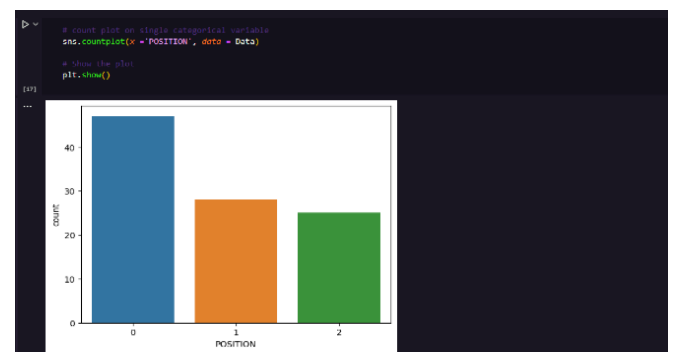 # count plot on single categorical variable
sns.countplot(x ='POSITION', data = Data)
# Show the plot
plt.show()
[17]
...
40
30
20
10
0
count
0 1 2
POSITION